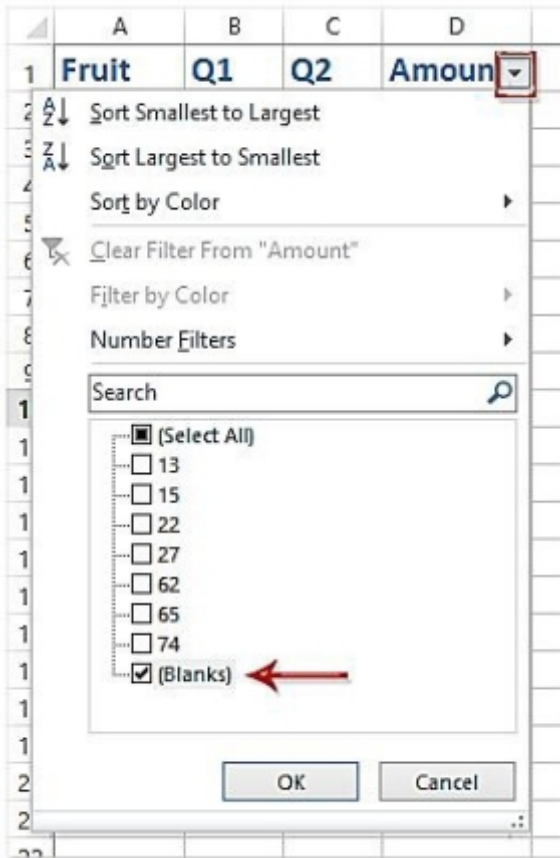 A B C D
1 Fruit Q1 Q2 Amoun
Sort Smallest to Largest
Sort Largest to Smallest
Sort by Color
Clear Filter From "Amount"
Filter by Color
Number Filters
Search
(Select All)
13
15
22
27
62
65
74
(Blanks)
OK Cancel